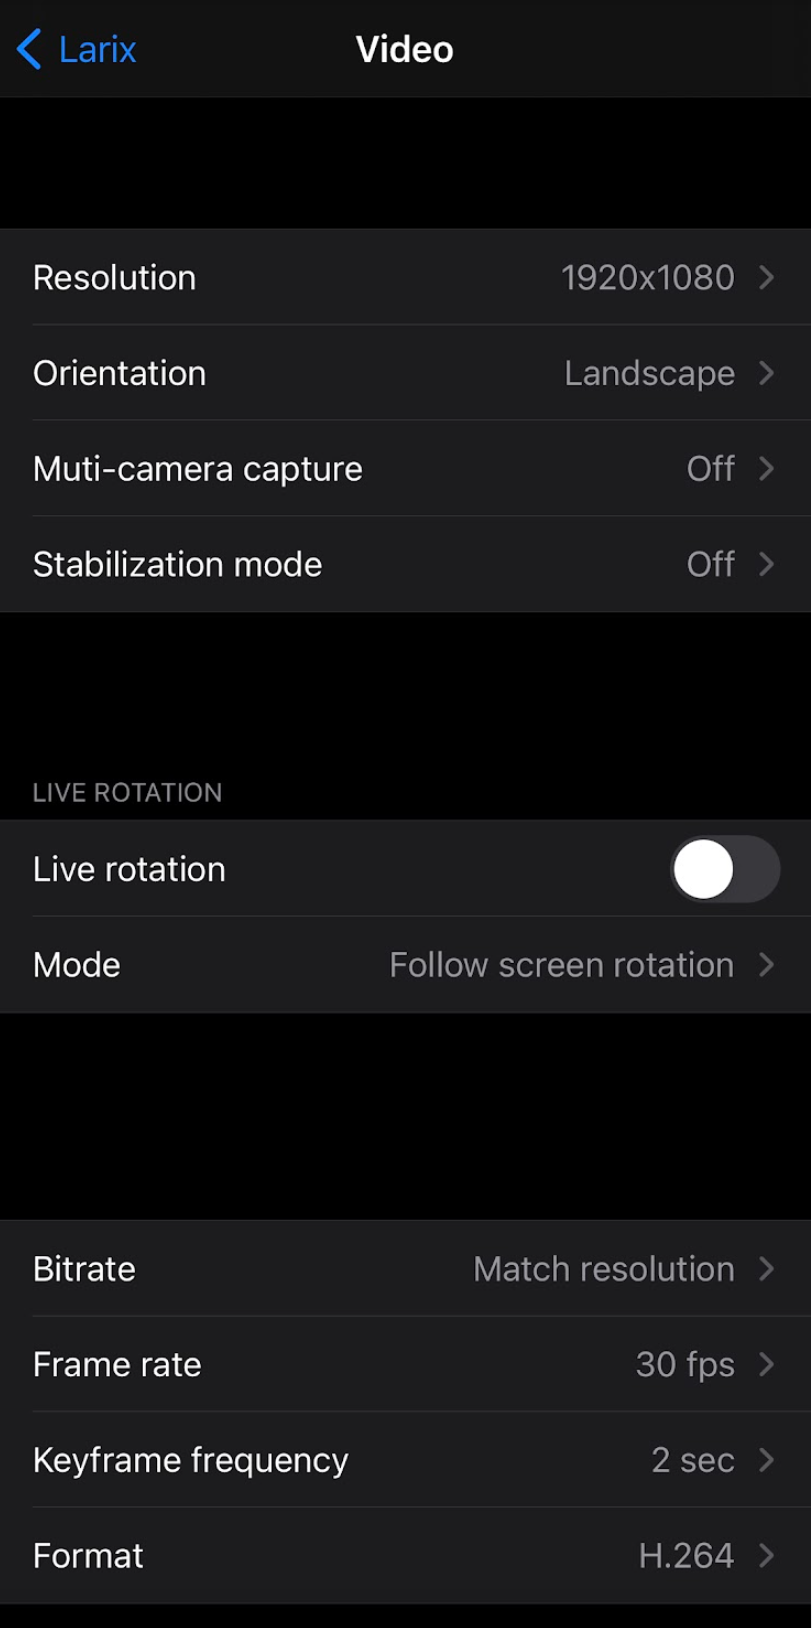 Larix Video
Resolution 1920x1080
Orientation Landscape
Muti-camera capture Off
Stabilization mode Off
LIVE ROTATION
Live rotation
Mode Follow screen rotation
Bitrate Match resolution
Frame rate 30 fps
Keyframe frequency 2 sec
Format H.264